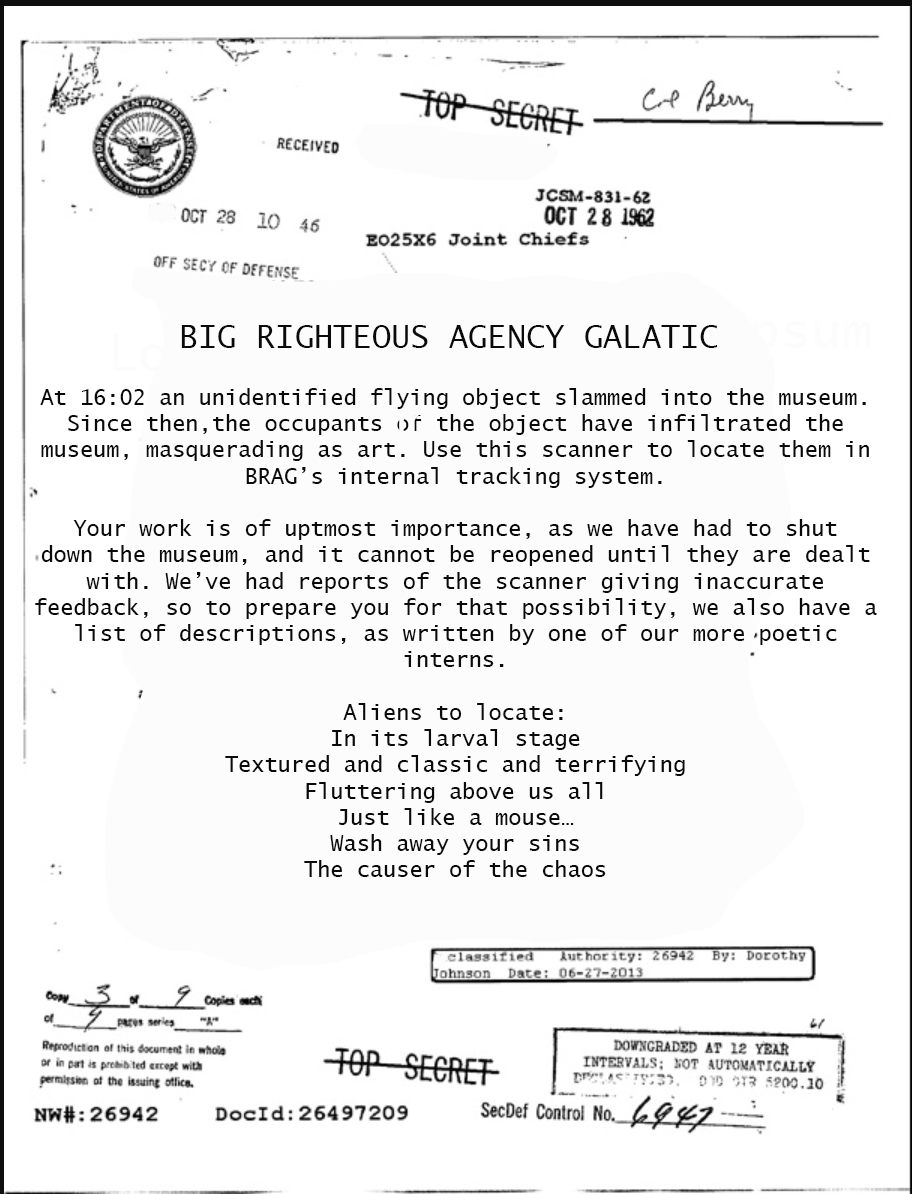 TOP SECRET
Col Berry
DEPARTMENT OF DEFENSE
UNITED STATES OF AMERICA
RECEIVED
JCSM-831-62
OCT 28 1962
OCT 28 10 46
EO25X6 Joint Chiefs
OFF SECY OF DEFENSE
BIG RIGHTEOUS AGENCY GALATIC
At 16:02 an unidentified flying object slammed into the museum.
Since then,the occupants of the object have infiltrated the
museum, masquerading as art. Use this scanner to locate them in
BRAG’s internal tracking system.
Your work is of uptmost importance, as we have had to shut
down the museum, and it cannot be reopened until they are dealt
with. We’ve had reports of the scanner giving inaccurate
feedback, so to prepare you for that possibility, we also have a
list of descriptions, as written by one of our more poetic
interns.
Aliens to locate:
In its larval stage
Textured and classic and terrifying
Fluttering above us all
Just like a mouse…
Wash away your sins
The causer of the chaos
classified Authority: 26942 By: Dorothy
Johnson Date: 06-27-2013
Copy 3 of 9 Copies each
of 9 pages series "A"
Reproduction of this document in whole
or in part is prohibited except with
permission of the issuing office.
TOP SECRET
61
DOWNGRADED AT 12 YEAR
INTERVALS; NOT AUTOMATICALLY
DECLASSIFIED. DOD DIR 5200.10
NW#:26942 DocId:26497209
SecDef Control No. 6947